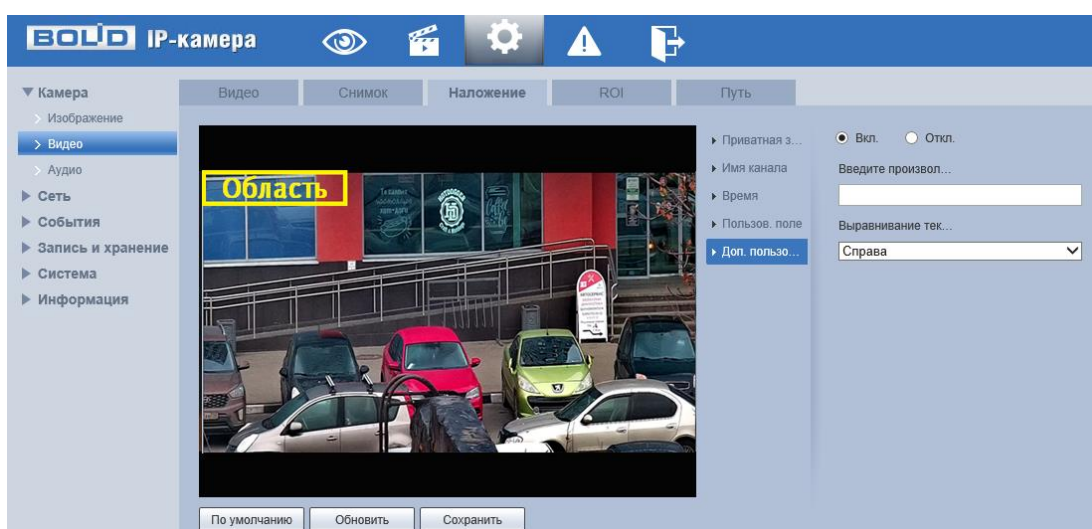 BOLID IP-камера
Камера
Изображение
Видео
Аудио
Сеть
События
Запись и хранение
Система
Информация
Видео
Снимок
Наложение
ROI
Путь
Область
Приватная з...
Имя канала
Время
Пользов. поле
Доп. пользо...
Вкл.
Откл.
Введите произвол...
Выравнивание тек...
Справа
По умолчанию
Обновить
Сохранить